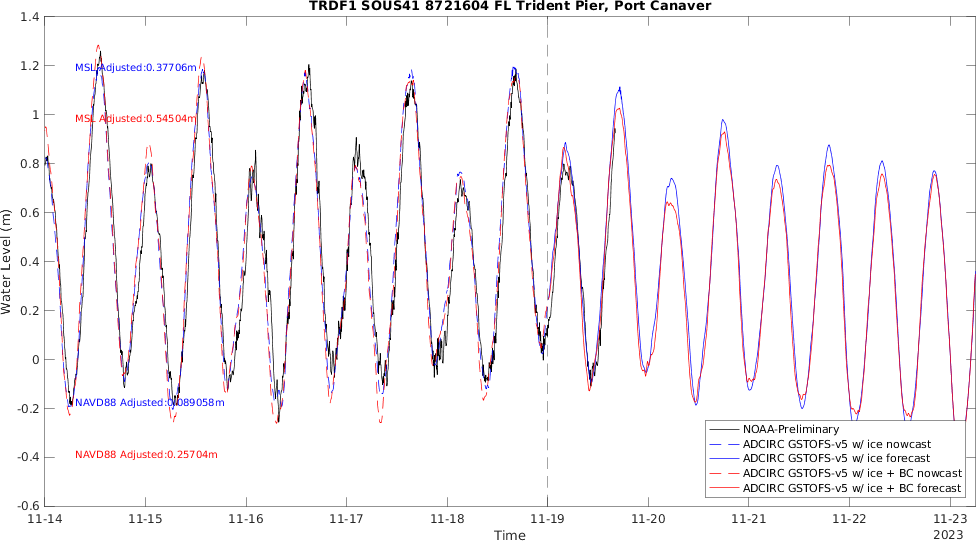 TRDF1 SOUS41 8721604 FL Trident Pier, Port Canaver
Water Level (m)
1.4
1.2
1
0.8
0.6
0.4
0.2
0
-0.2
-0.4
-0.6
MSL Adjusted:0.37706m
MSL Adjusted:0.54504m
NAVD88 Adjusted:0.089058m
NAVD88 Adjusted:0.25704m
NOAA-Preliminary
ADCIRC GSTOFS-v5 w/ ice nowcast
ADCIRC GSTOFS-v5 w/ ice forecast
ADCIRC GSTOFS-v5 w/ ice + BC nowcast
ADCIRC GSTOFS-v5 w/ ice + BC forecast
11-14 11-15 11-16 11-17 11-18 11-19 11-20 11-21 11-22 11-23
Time
2023